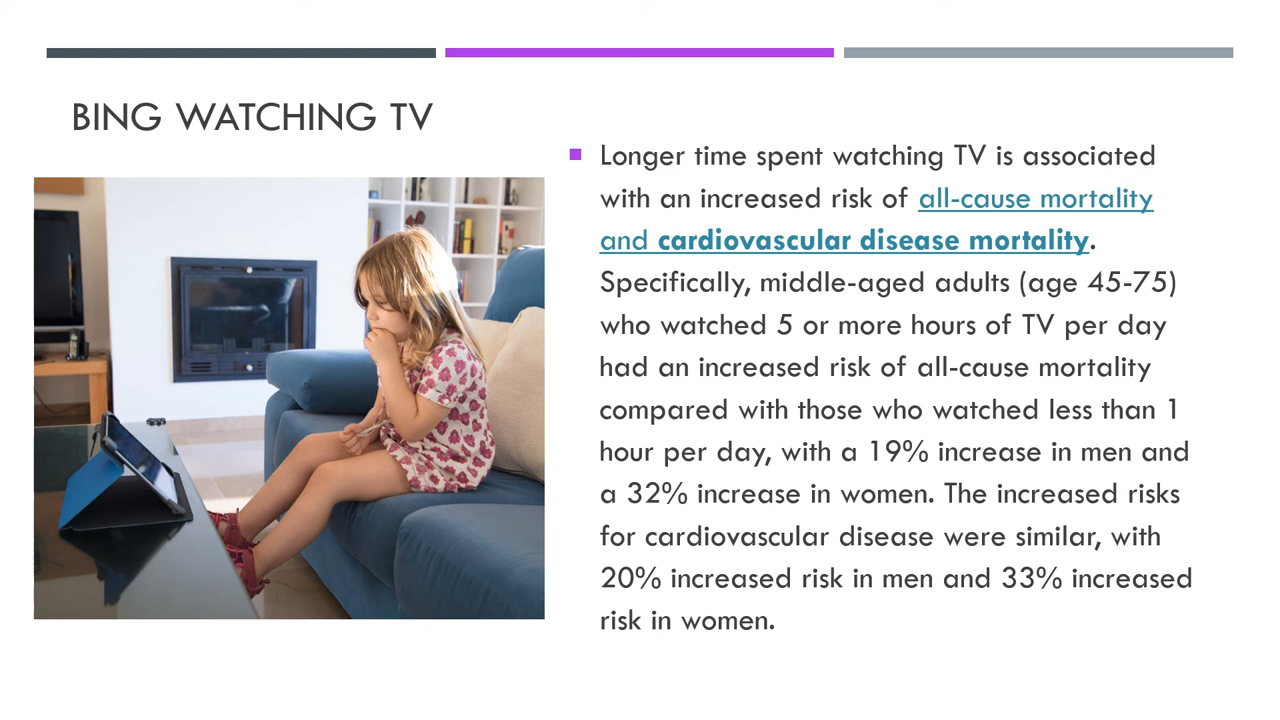 BING WATCHING TV
Longer time spent watching TV is associated
with an increased risk of all-cause mortality
and cardiovascular disease mortality.
Specifically, middle-aged adults (age 45-75)
who watched 5 or more hours of TV per day
had an increased risk of all-cause mortality
compared with those who watched less than 1
hour per day, with a 19% increase in men and
a 32% increase in women. The increased risks
for cardiovascular disease were similar, with
20% increased risk in men and 33% increased
risk in women.